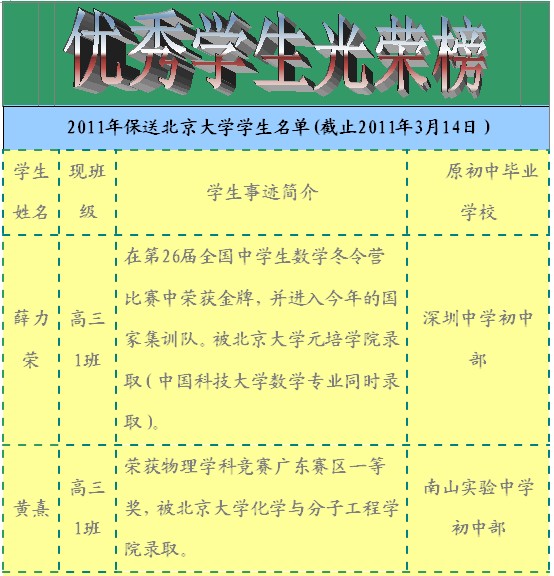 优秀学生光荣榜
2011年保送北京大学学生名单(截止2011年3月14日)
学生
姓名
现班
级
学生事迹简介
原初中毕业
学校
薛力
荣
高三
1班
在第26届全国中学生数学冬令营
比赛中荣获金牌,并进入今年的国
家集训队。被北京大学元培学院录
取(中国科技大学数学专业同时录
取)。
深圳中学初中
部
黄熹
高三
1班
荣获物理学科竞赛广东赛区一等
奖,被北京大学化学与分子工程学
院录取。
南山实验中学
初中部